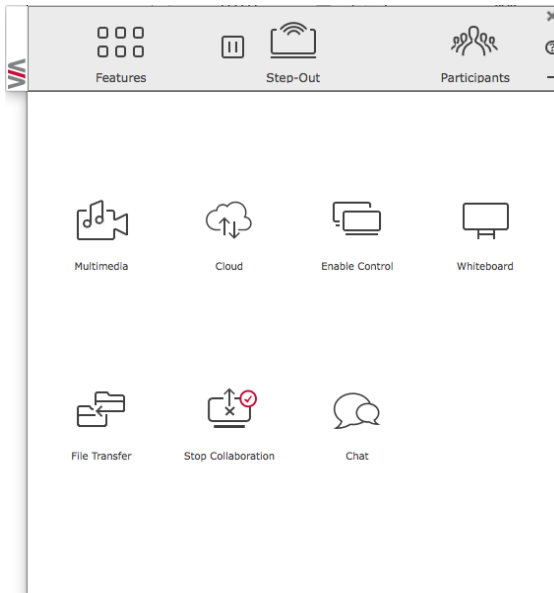 Features
Step-Out
Participants
Multimedia
Cloud
Enable Control
Whiteboard
File Transfer
Stop Collaboration
Chat